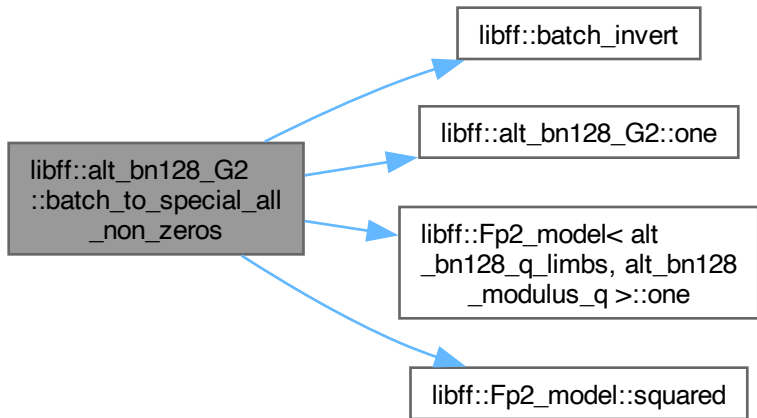 libff::alt_bn128_G2
::batch_to_special_all
_non_zeros
libff::batch_invert
libff::alt_bn128_G2::one
libff::Fp2_model< alt
_bn128_q_limbs, alt_bn128
_modulus_q >::one
libff::Fp2_model::squared